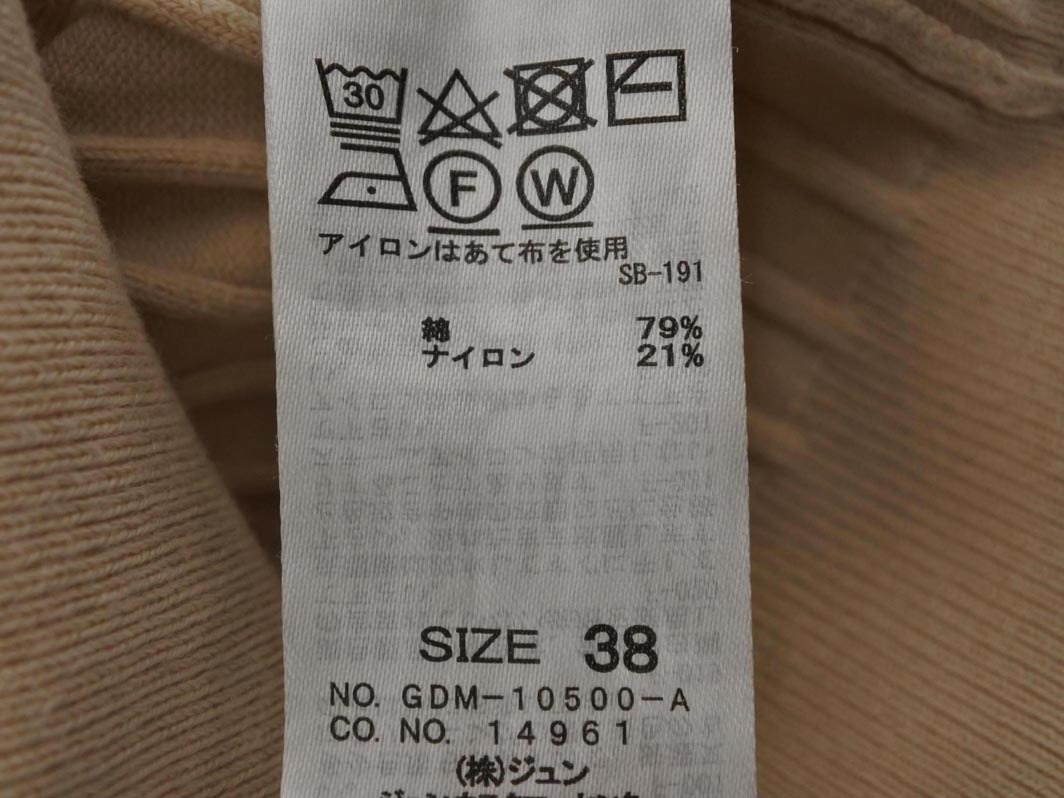 30
F W
アイロンはあて布を使用
SB-191
綿 79%
ナイロン 21%
SIZE 38
NO. GDM-10500-A
CO. NO. 14961
(株)ジュン